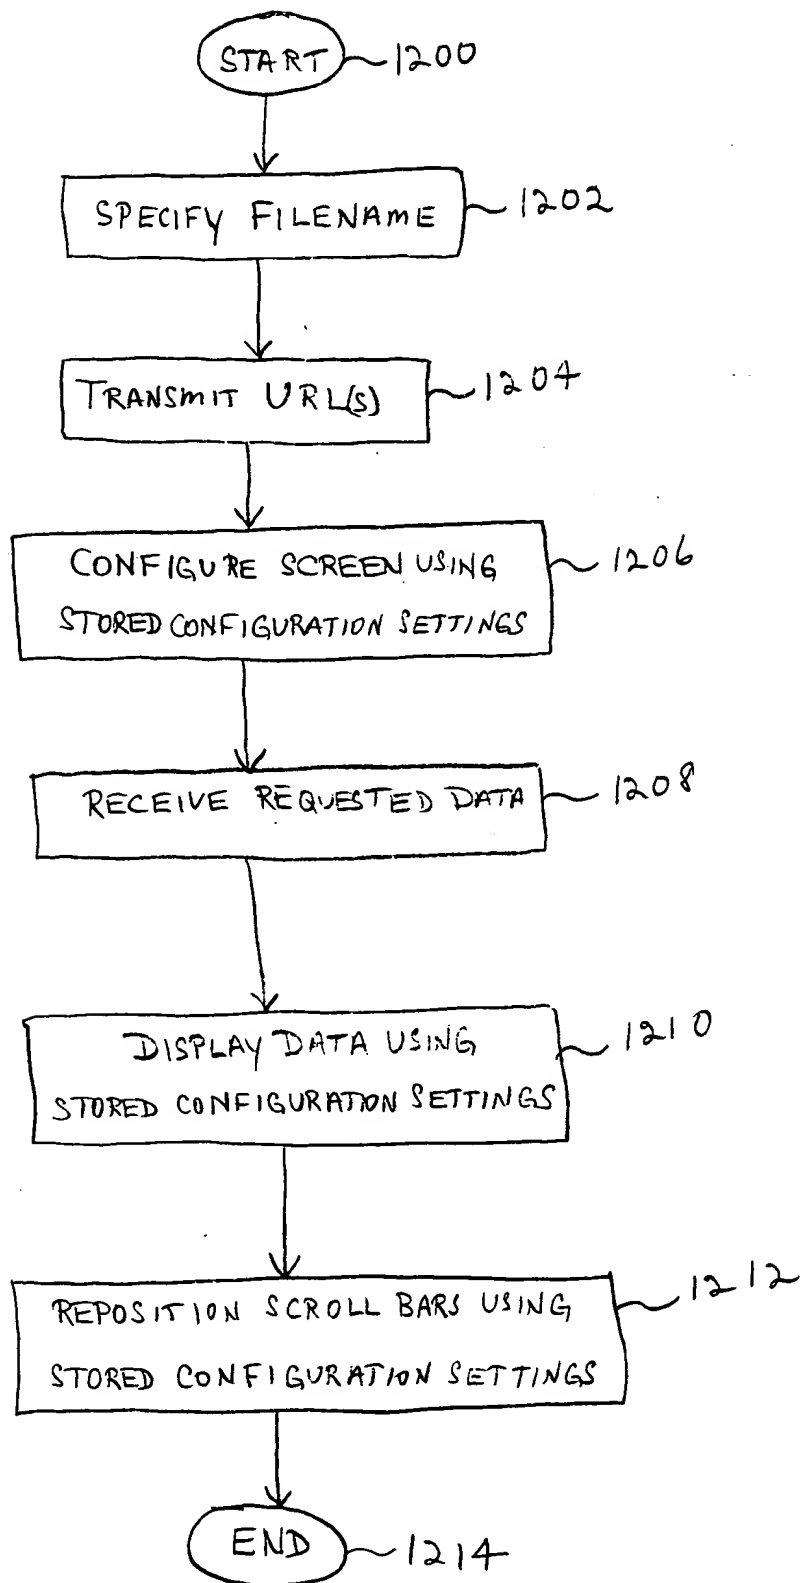 START 1200
SPECIFY FILENAME 1202
TRANSMIT URL(S) 1204
CONFIGURE SCREEN USING 1206
STORED CONFIGURATION SETTINGS
RECEIVE REQUESTED DATA 1208
DISPLAY DATA USING 1210
STORED CONFIGURATION SETTINGS
REPOSITION SCROLL BARS USING 1212
STORED CONFIGURATION SETTINGS
END 1214